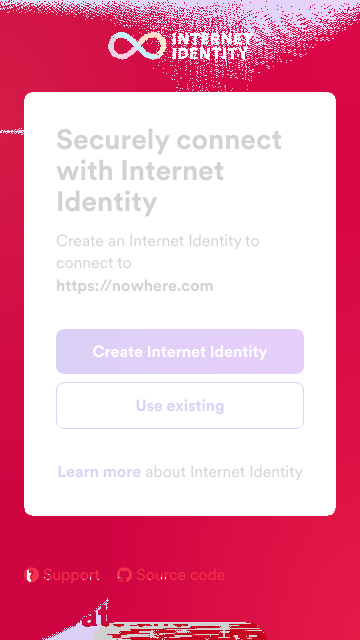 INTERNET
IDENTITY
Securely connect
with Internet
Identity
Create an Internet Identity to
connect to
https://nowhere.com
Create Internet Identity
Use existing
Learn more about Internet Identity
Support
Source code